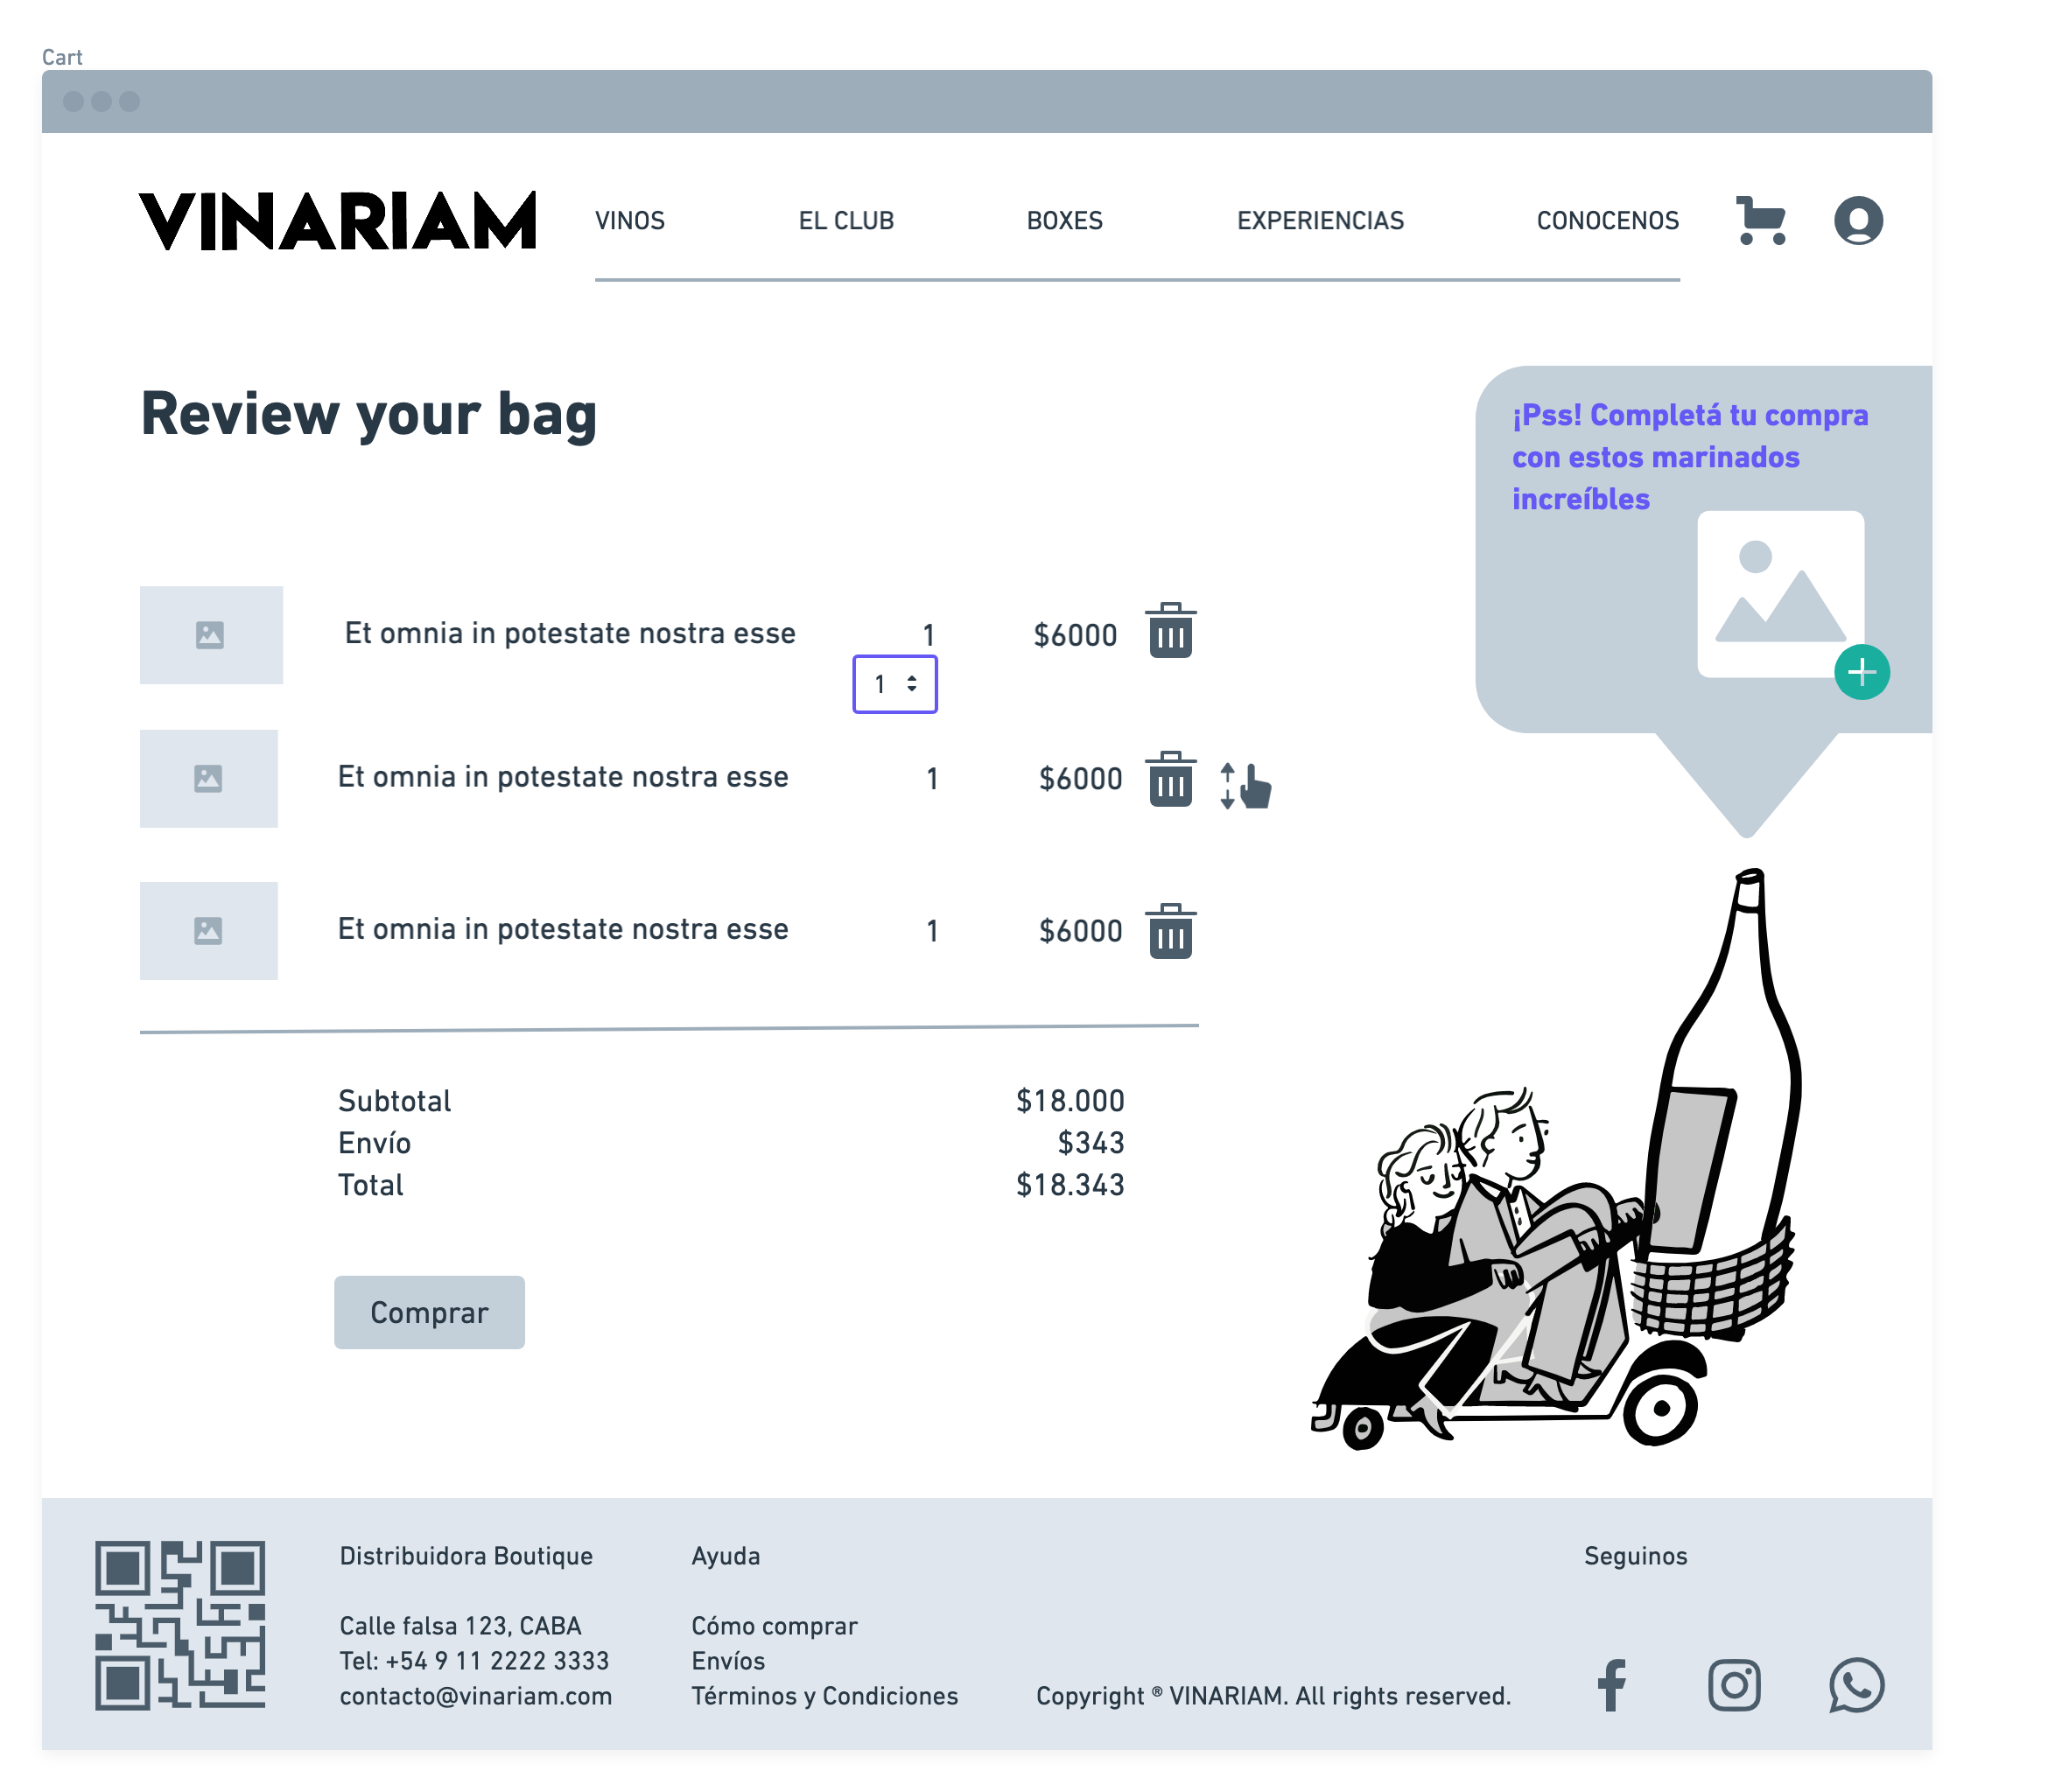 Cart
VINARIAM
VINOS EL CLUB BOXES EXPERIENCIAS CONOCENOS
Review your bag
¡Pss! Completá tu compra
con estos marinados
increíbles
Et omnia in potestate nostra esse 1 $6000
1
Et omnia in potestate nostra esse 1 $6000
Et omnia in potestate nostra esse 1 $6000
Subtotal $18.000
Envío $343
Total $18.343
Comprar
Distribuidora Boutique
Calle falsa 123, CABA
Tel: +54 9 11 2222 3333
contacto@vinariam.com
Ayuda
Cómo comprar
Envíos
Términos y Condiciones
Copyright ® VINARIAM. All rights reserved.
Seguinos